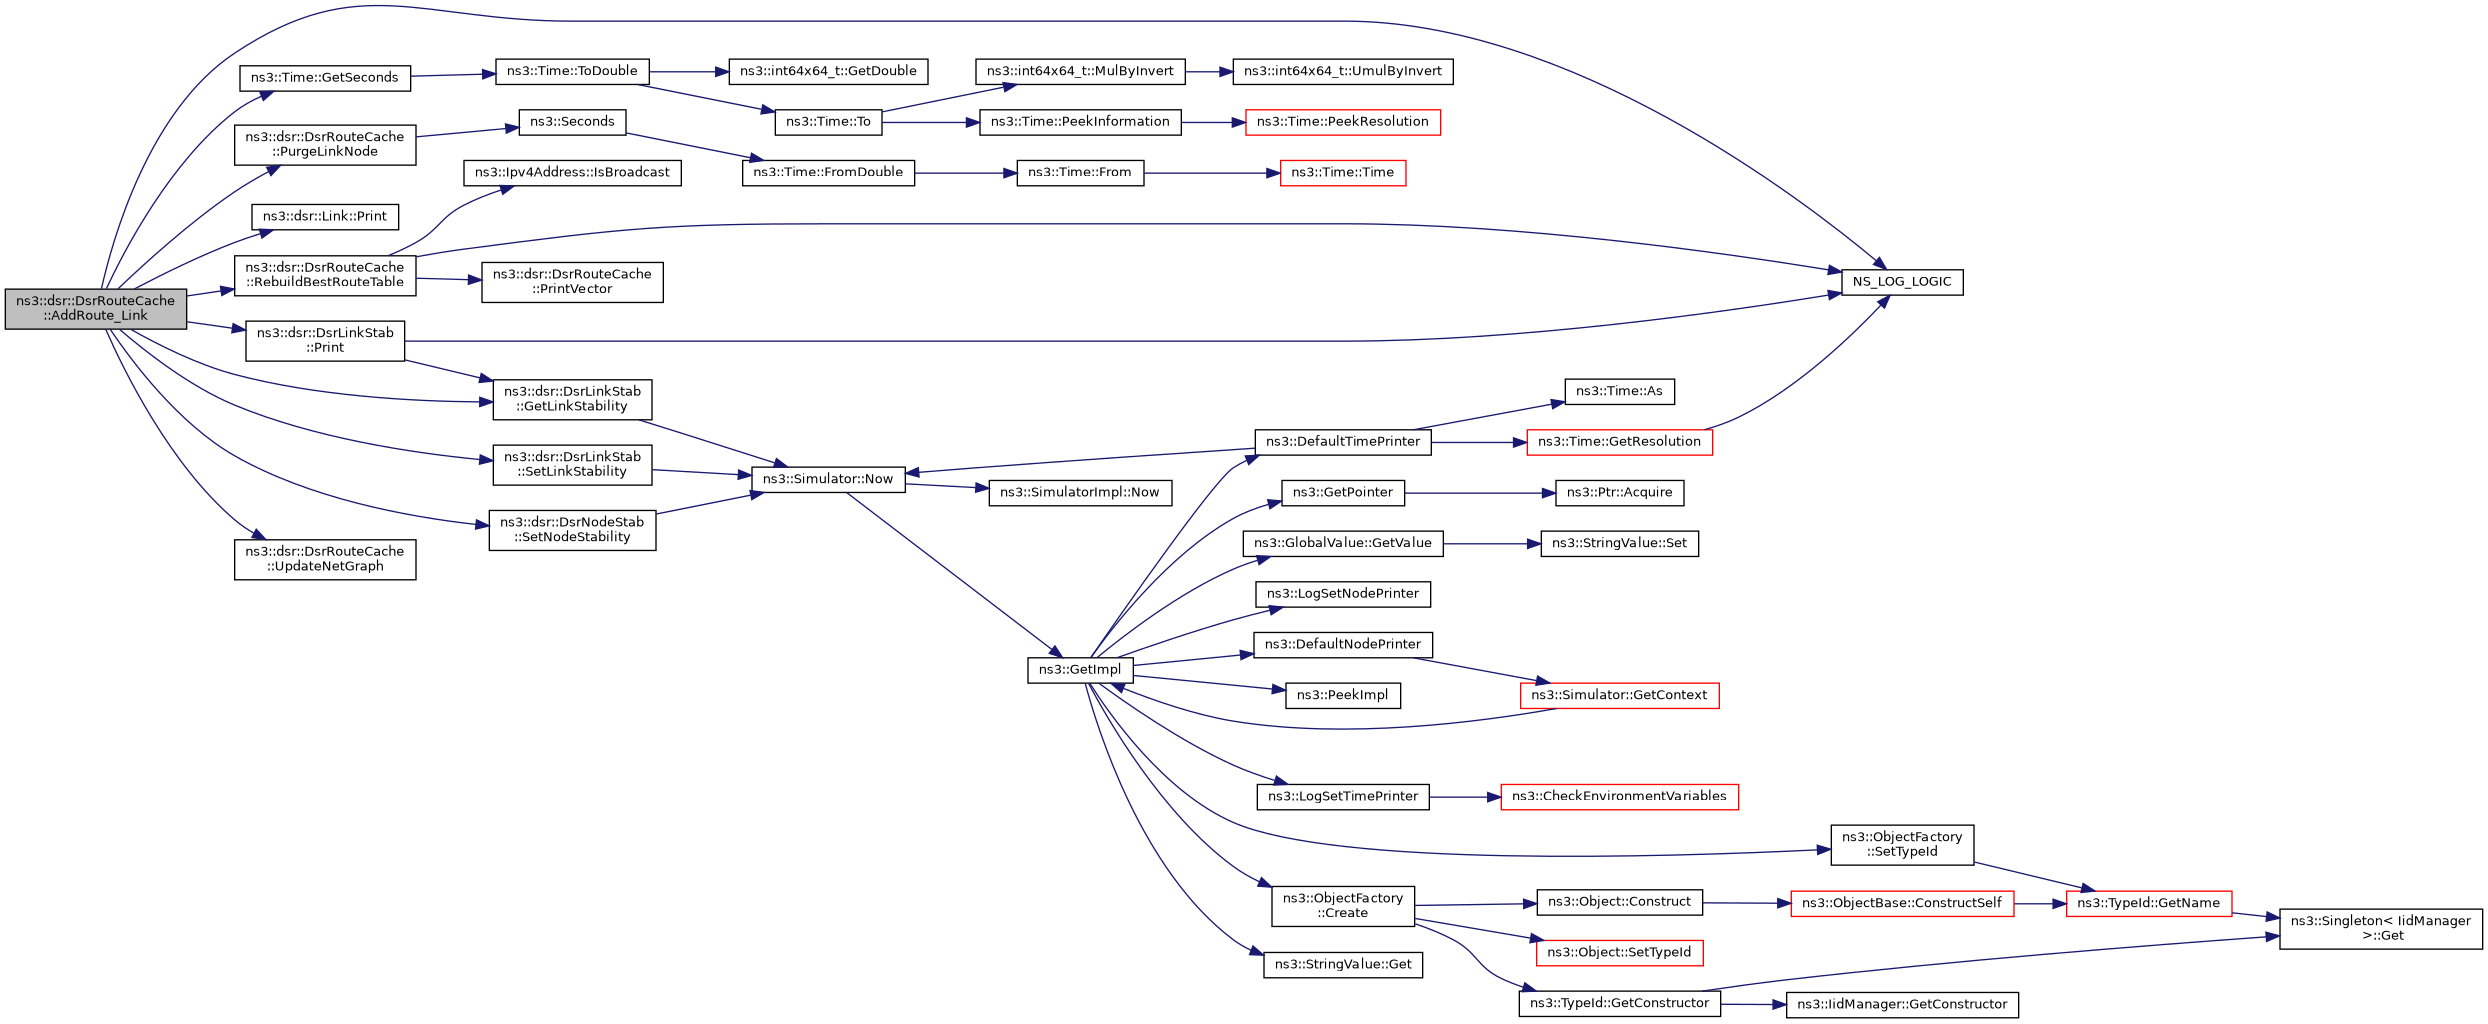 ns3::dsr::DsrRouteCache
::AddRoute_Link
ns3::Time::GetSeconds
ns3::dsr::DsrRouteCache
::PurgeLinkNode
ns3::dsr::Link::Print
ns3::dsr::DsrRouteCache
::RebuildBestRouteTable
ns3::dsr::DsrLinkStab
::Print
ns3::dsr::DsrRouteCache
::UpdateNetGraph
ns3::Time::ToDouble
ns3::Seconds
ns3::Ipv4Address::IsBroadcast
ns3::dsr::DsrRouteCache
::PrintVector
ns3::dsr::DsrLinkStab
::GetLinkStability
ns3::dsr::DsrLinkStab
::SetLinkStability
ns3::dsr::DsrNodeStab
::SetNodeStability
ns3::int64x64_t::GetDouble
ns3::Time::To
ns3::Time::FromDouble
ns3::Simulator::Now
ns3::int64x64_t::MulByInvert
ns3::Time::PeekInformation
ns3::Time::From
ns3::SimulatorImpl::Now
ns3::GetImpl
ns3::int64x64_t::UmulByInvert
ns3::Time::PeekResolution
ns3::Time::Time
ns3::DefaultTimePrinter
ns3::GetPointer
ns3::GlobalValue::GetValue
ns3::LogSetNodePrinter
ns3::DefaultNodePrinter
ns3::PeekImpl
ns3::LogSetTimePrinter
ns3::ObjectFactory
::Create
ns3::StringValue::Get
ns3::Time::As
ns3::Time::GetResolution
ns3::Ptr::Acquire
ns3::StringValue::Set
ns3::Simulator::GetContext
ns3::CheckEnvironmentVariables
ns3::Object::Construct
ns3::Object::SetTypeId
ns3::TypeId::GetConstructor
NS_LOG_LOGIC
ns3::ObjectFactory
::SetTypeId
ns3::ObjectBase::ConstructSelf
ns3::IidManager::GetConstructor
ns3::TypeId::GetName
ns3::Singleton< IidManager
>::Get